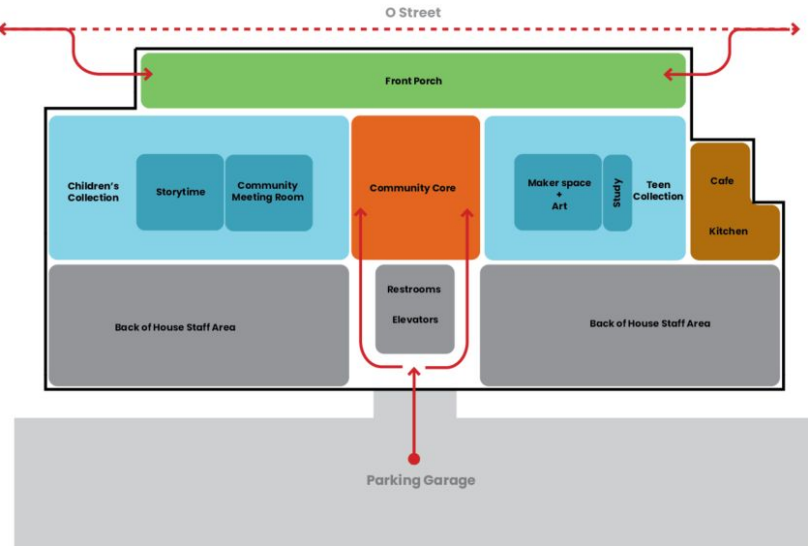 O Street
Front Porch
Children's
Collection
Storytime
Community
Meeting Room
Community Core
Maker space
+
Art
Study
Teen
Collection
Cafe
Kitchen
Restrooms
Elevators
Back of House Staff Area
Back of House Staff Area
Parking Garage